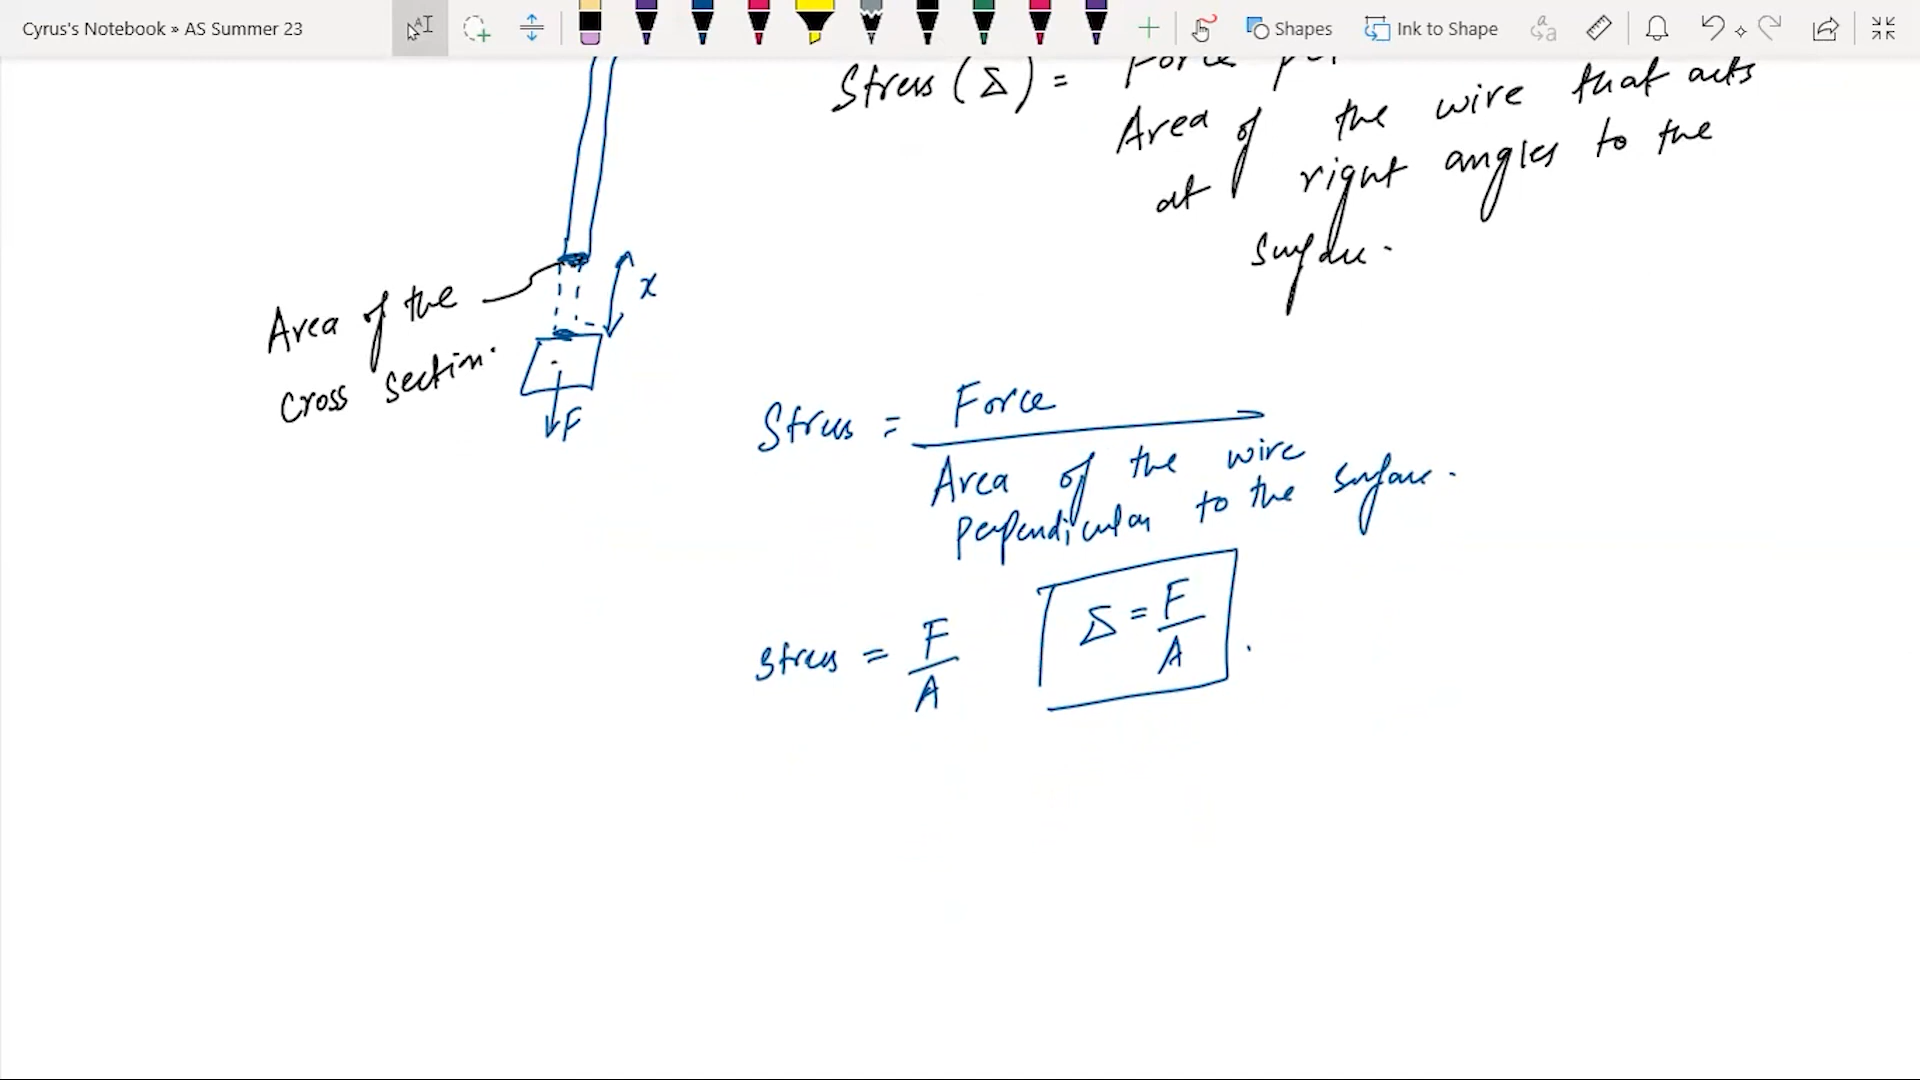 Cyrus's Notebook » AS Summer 23
Shapes
Ink to Shape
Stress (Δ) = Force per
Area of the wire that acts
at right angles to the
surface.
x
Area of the
cross section.
F
Stress = Force
Area of the wire
perpendicular to the surface.
Stress = F
A
Δ = F
A